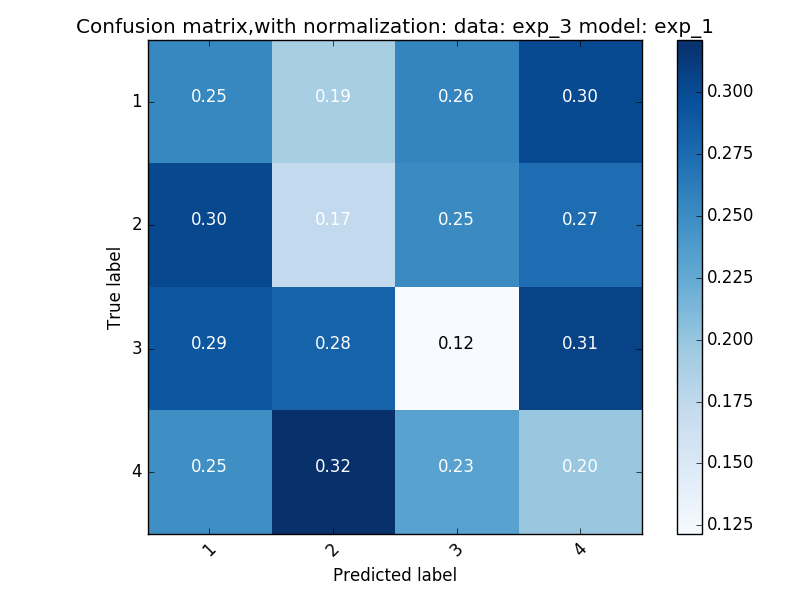 Confusion matrix,with normalization: data: exp_3 model: exp_1
True label
1
0.25 0.19 0.26 0.30
2
0.30 0.17 0.25 0.27
3
0.29 0.28 0.12 0.31
4
0.25 0.32 0.23 0.20
1 2 3 4
Predicted label
0.300
0.275
0.250
0.225
0.200
0.175
0.150
0.125